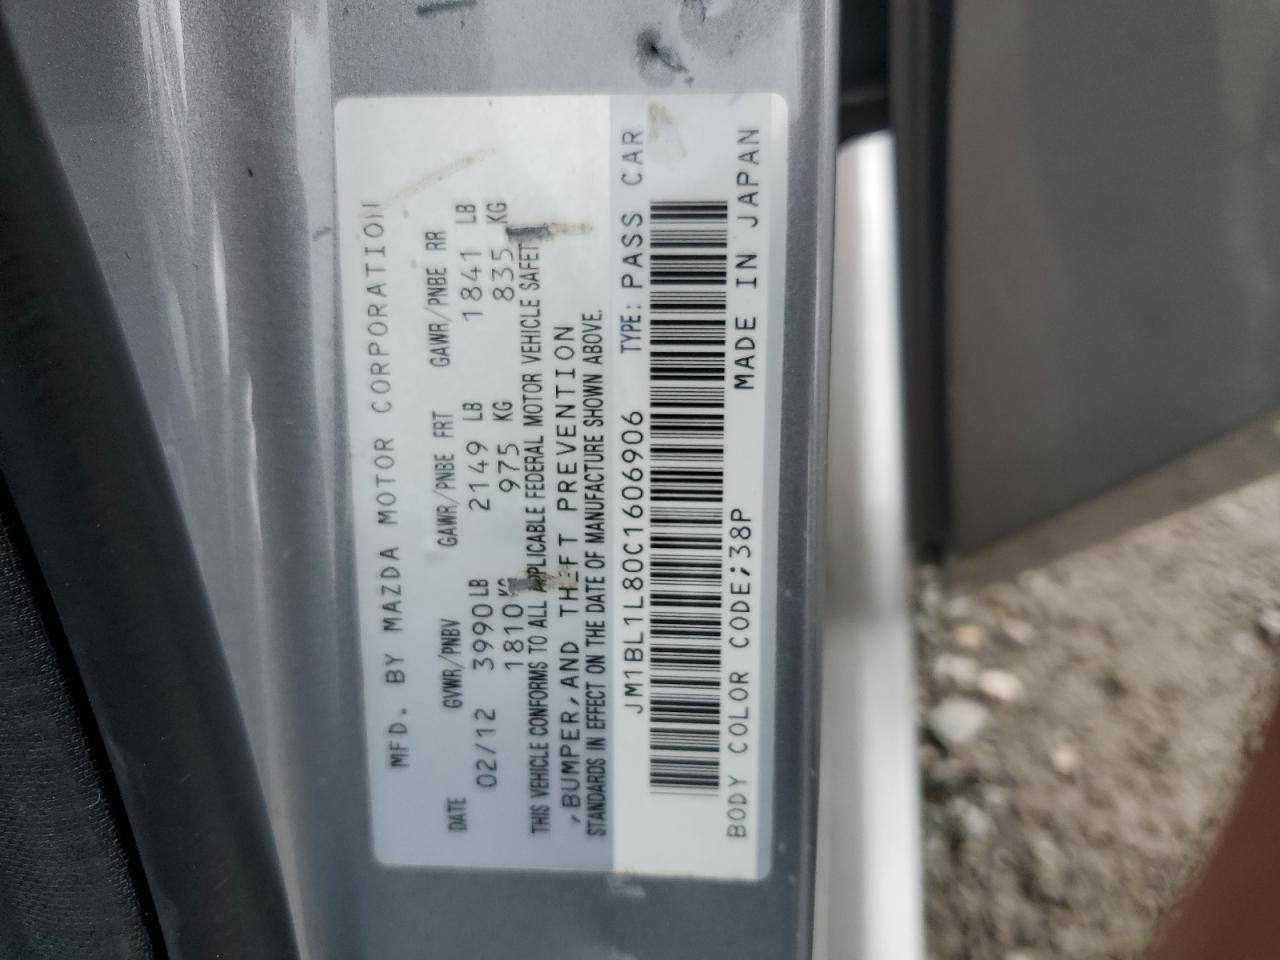 MFD. BY MAZDA MOTOR CORPORATION
DATE GVWR/PNBV GAWR/PNBE FRT GAWR/PNBE RR
02/12 3990LB 2149 LB 1841 LB
1810KG 975 KG 835 KG
THIS VEHICLE CONFORMS TO ALL APPLICABLE FEDERAL MOTOR VEHICLE SAFETY
,BUMPER,AND THEFT PREVENTION
STANDARDS IN EFFECT ON THE DATE OF MANUFACTURE SHOWN ABOVE.
JM1BL1L80C1606906 TYPE: PASS CAR
BODY COLOR CODE;38P MADE IN JAPAN